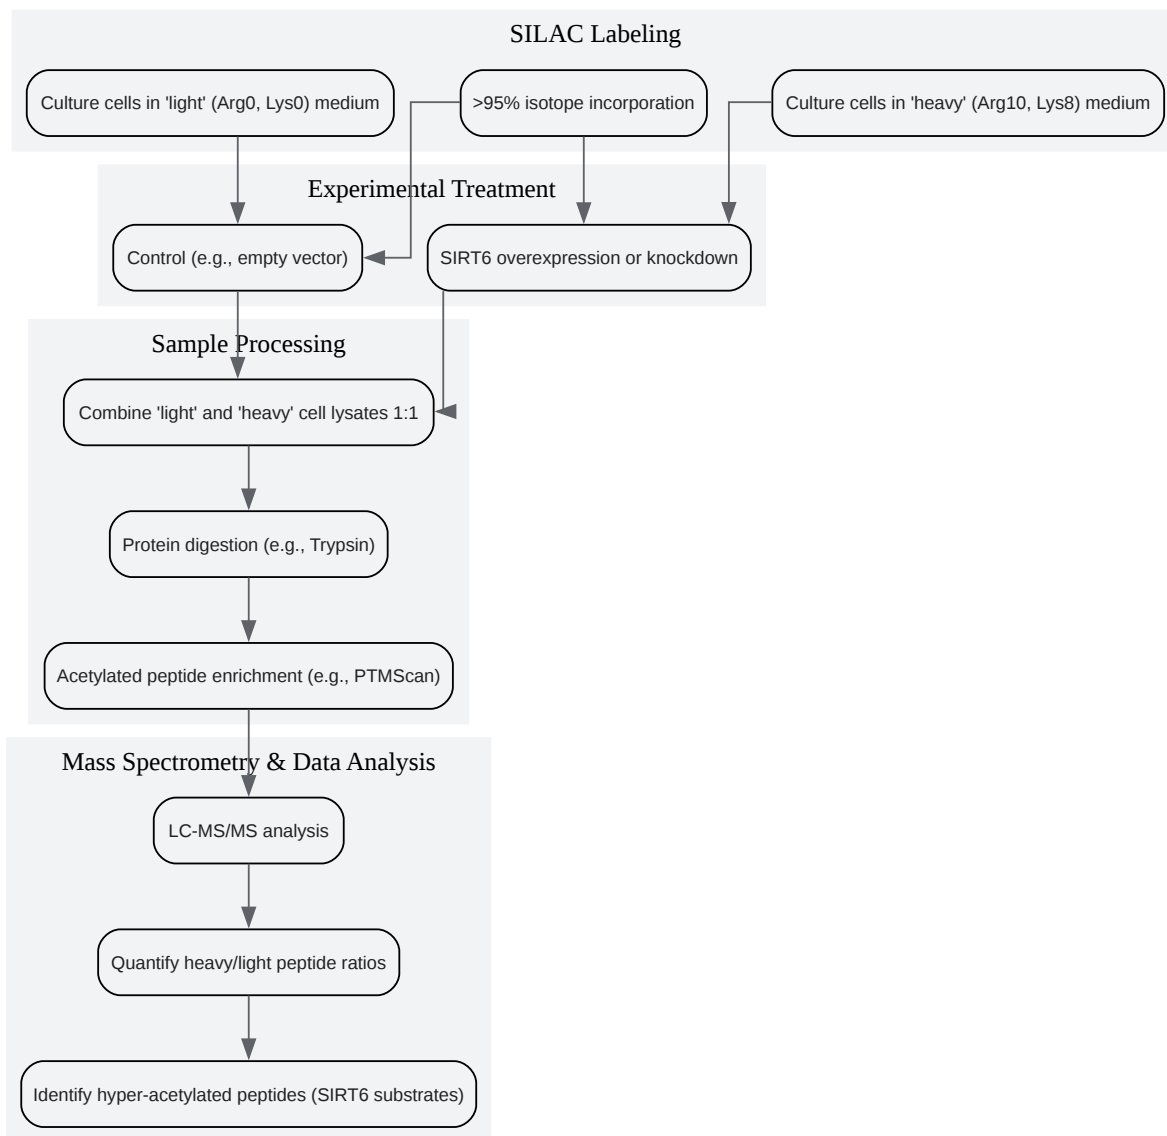 SILAC Labeling
Culture cells in 'light' (Arg0, Lys0) medium
>95% isotope incorporation
Culture cells in 'heavy' (Arg10, Lys8) medium
Experimental Treatment
Control (e.g., empty vector)
SIRT6 overexpression or knockdown
Sample Processing
Combine 'light' and 'heavy' cell lysates 1:1
Protein digestion (e.g., Trypsin)
Acetylated peptide enrichment (e.g., PTMScan)
Mass Spectrometry & Data Analysis
LC-MS/MS analysis
Quantify heavy/light peptide ratios
Identify hyper-acetylated peptides (SIRT6 substrates)